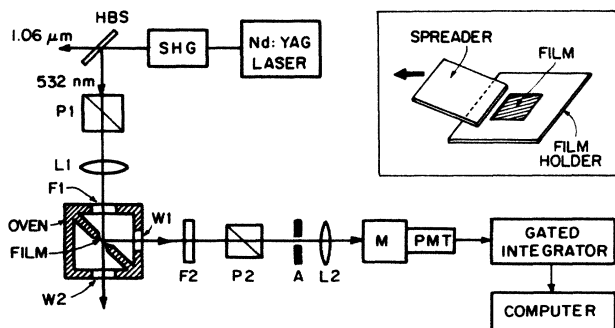 HBS
1.06 μm
SHG
Nd: YAG
LASER
532 nm
P1
L1
F1
OVEN
FILM
W1
W2
F2
P2
A
L2
M
PMT
GATED
INTEGRATOR
COMPUTER
SPREADER
FILM
FILM
HOLDER